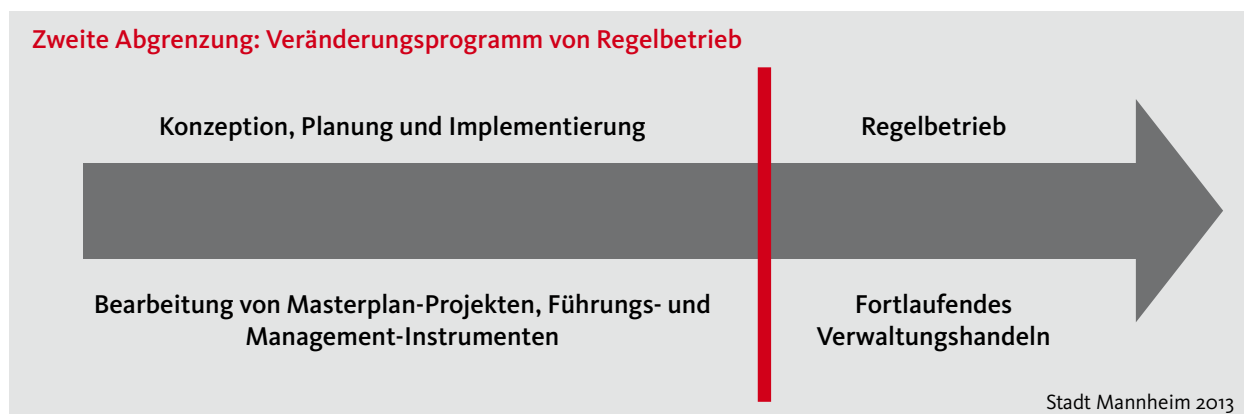 Zweite Abgrenzung: Veränderungsprogramm von Regelbetrieb
Konzeption, Planung und Implementierung
Regelbetrieb
Bearbeitung von Masterplan-Projekten, Führungs- und
Management-Instrumenten
Fortlaufendes
Verwaltungshandeln
Stadt Mannheim 2013